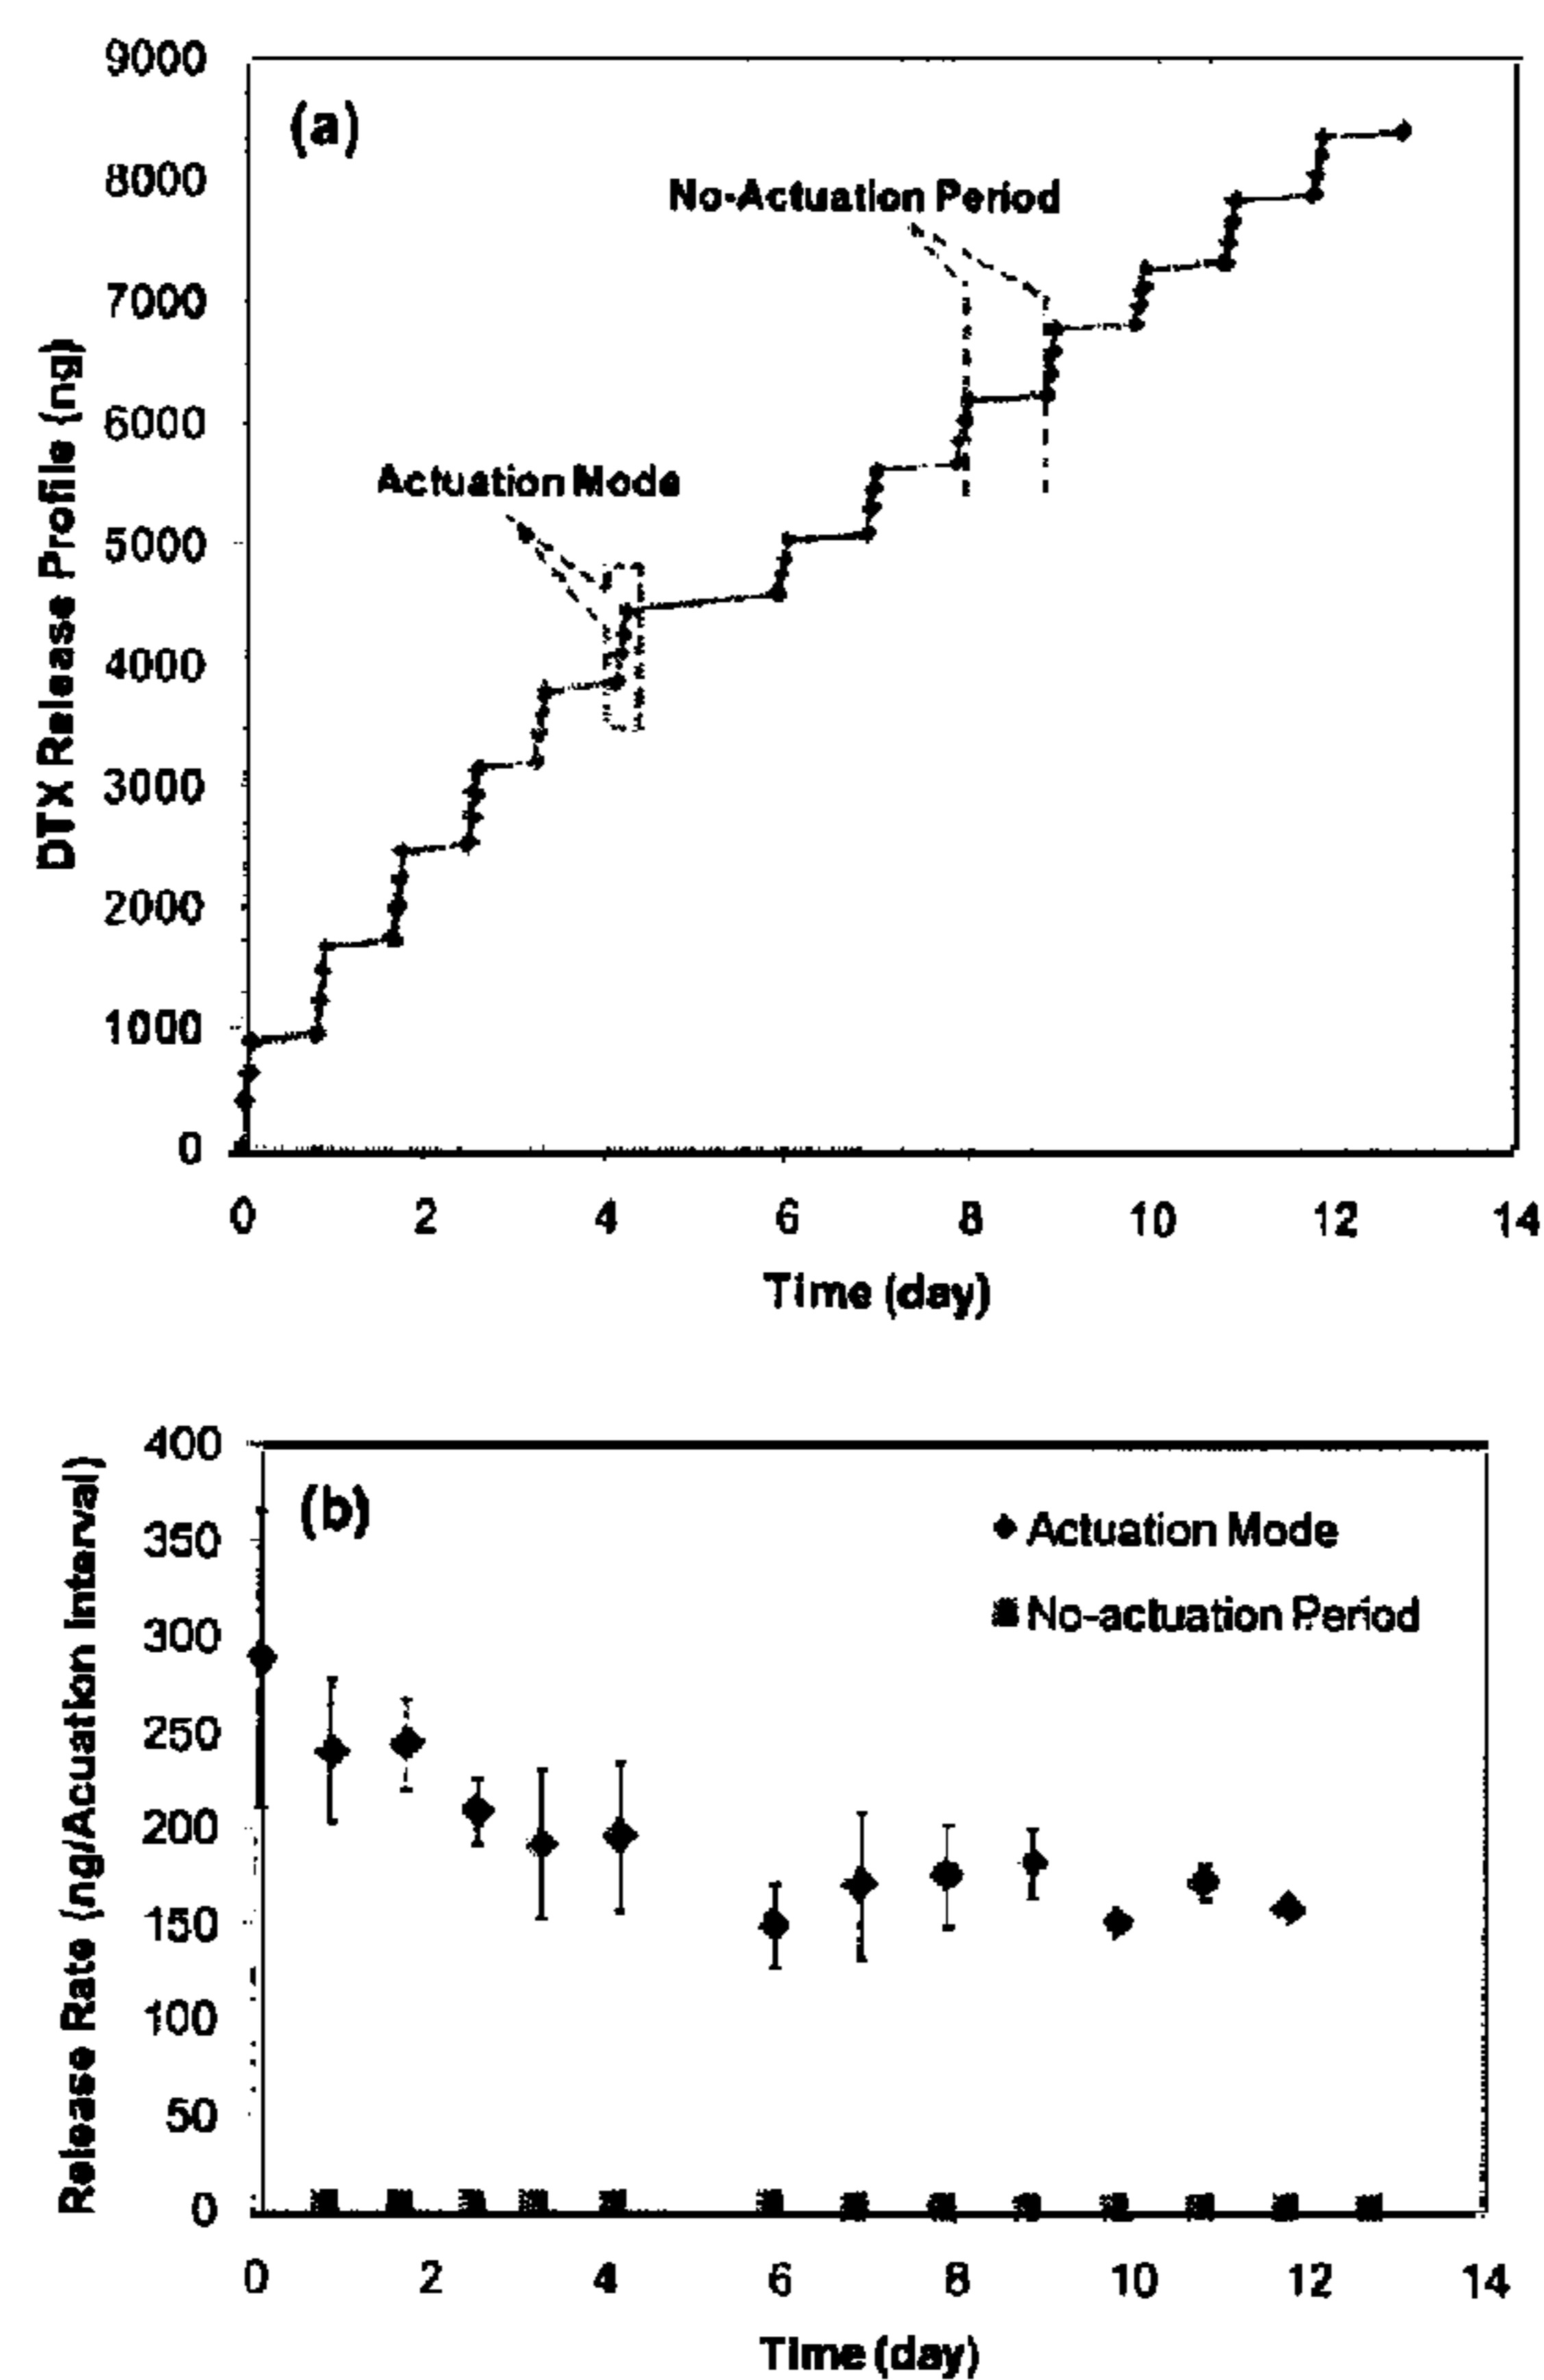 9000
(a)
8000
No-Actuation Period
7000
6000
Actuation Mode
5000
4000
3000
2000
1000
0
DTX Release Profile (ng)
0 2 4 6 8 10 12 14
Time (day)
400
(b)
350
Actuation Mode
300
No-actuation Period
250
200
150
100
50
0
Release Rate (ng/Acuation Interval)
0 2 4 6 8 10 12 14
Time (day)